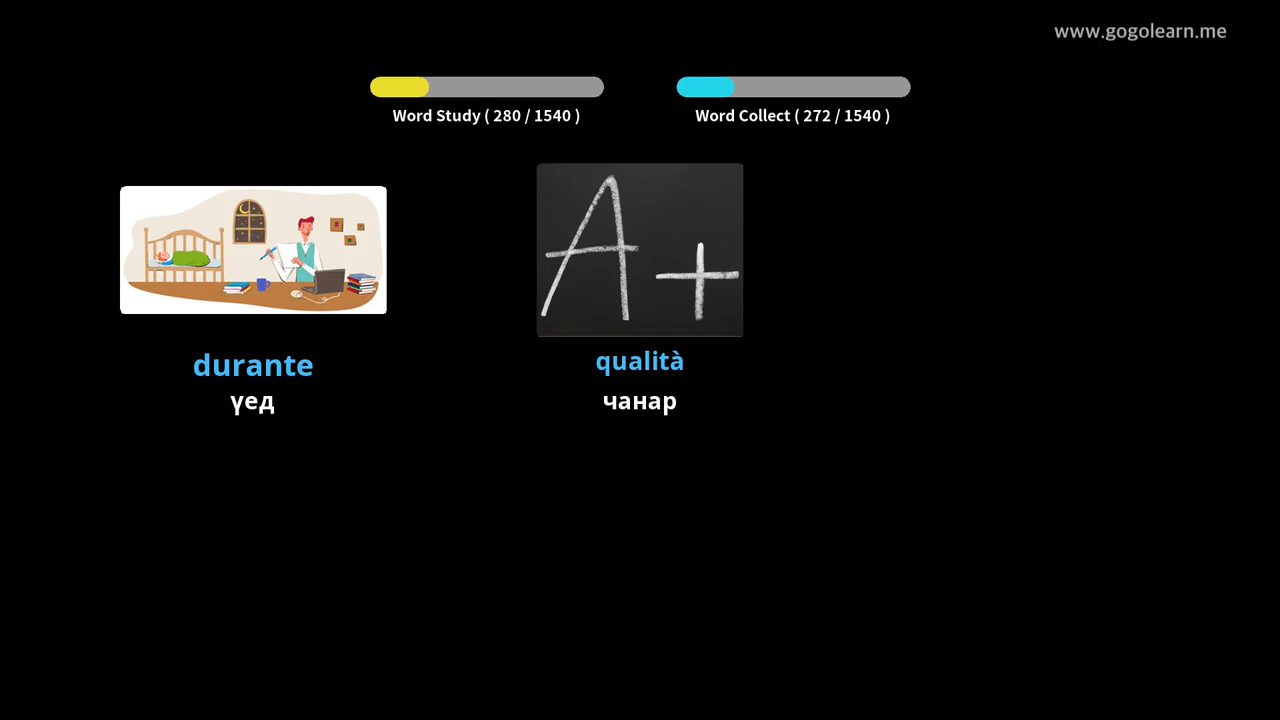 www.gogolearn.me
Word Study ( 280 / 1540 )
Word Collect ( 272 / 1540 )
A+
durante
үед
qualità
чанар